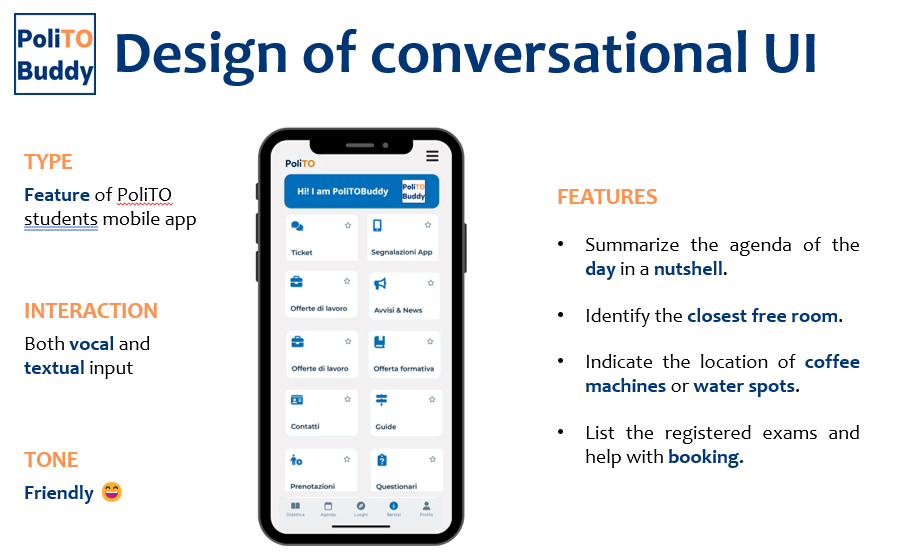 PoliTO
Buddy
Design of conversational UI
TYPE
Feature of PoliTO
students mobile app
INTERACTION
Both vocal and
textual input
TONE
Friendly 😄
PoliTO
Hi! I am PoliTOBuddy
PoliTO
Buddy
Ticket
Segnalazioni App
Offerte di lavoro
Avvisi & News
Offerte di lavoro
Offerta formativa
Contatti
Guide
Prenotazioni
Questionari
Didattica
Agenda
Luoghi
Servizi
Profilo
FEATURES
• Summarize the agenda of the
day in a nutshell.
• Identify the closest free room.
• Indicate the location of coffee
machines or water spots.
• List the registered exams and
help with booking.